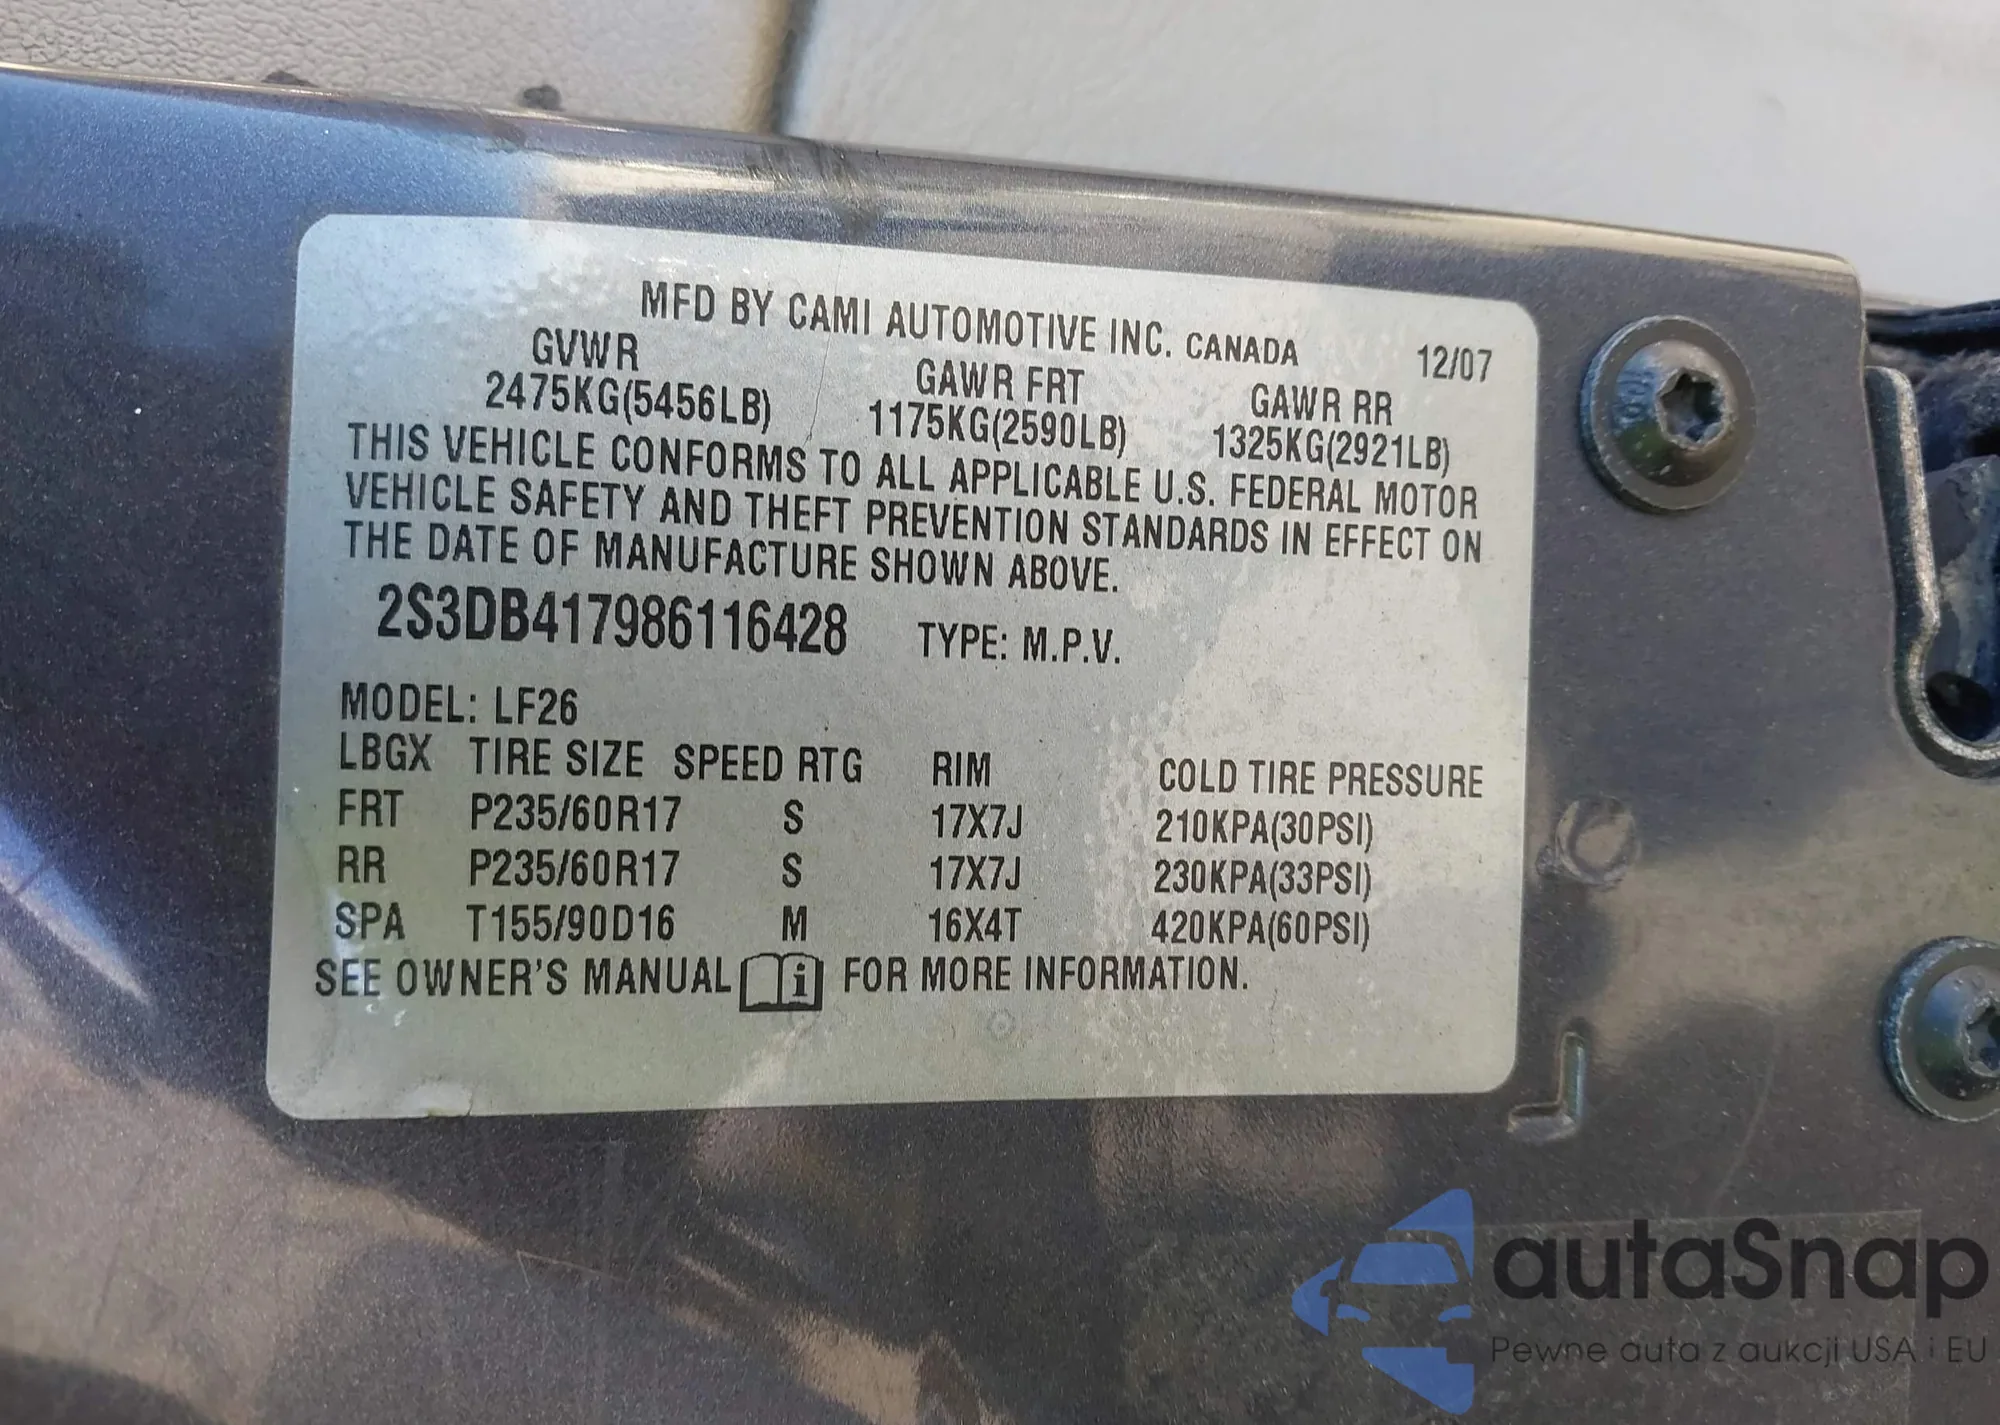 MFD BY CAMI AUTOMOTIVE INC. CANADA 12/07
GVWR GAWR FRT GAWR RR
2475KG(5456LB) 1175KG(2590LB) 1325KG(2921LB)
THIS VEHICLE CONFORMS TO ALL APPLICABLE U.S. FEDERAL MOTOR
VEHICLE SAFETY AND THEFT PREVENTION STANDARDS IN EFFECT ON
THE DATE OF MANUFACTURE SHOWN ABOVE.
2S3DB417986116428 TYPE: M.P.V.
MODEL: LF26
LBGX TIRE SIZE SPEED RTG RIM COLD TIRE PRESSURE
FRT P235/60R17 S 17X7J 210KPA(30PSI)
RR P235/60R17 S 17X7J 230KPA(33PSI)
SPA T155/90D16 M 16X4T 420KPA(60PSI)
SEE OWNER'S MANUAL i FOR MORE INFORMATION.
autaSnap
Pewne auta z aukcji USA i EU